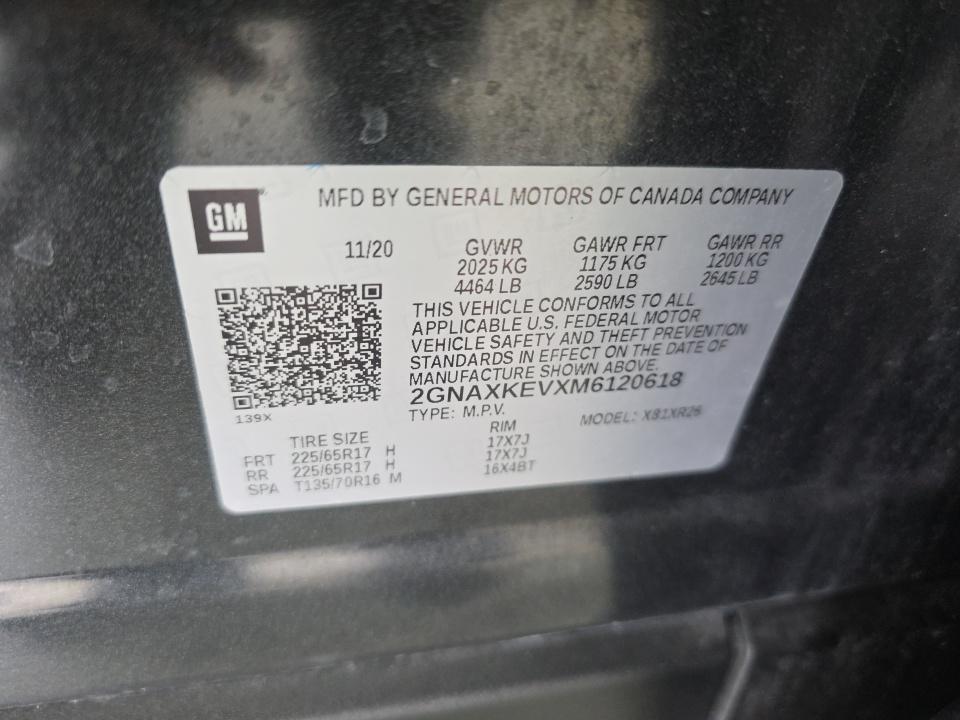 GM
MFD BY GENERAL MOTORS OF CANADA COMPANY
11/20 GVWR GAWR FRT GAWR RR
2025 KG 1175 KG 1200 KG
4464 LB 2590 LB 2645 LB
THIS VEHICLE CONFORMS TO ALL
APPLICABLE U.S. FEDERAL MOTOR
VEHICLE SAFETY AND THEFT PREVENTION
STANDARDS IN EFFECT ON THE DATE OF
MANUFACTURE SHOWN ABOVE.
2GNAXKEVXM6120618
139X
TYPE: M.P.V. MODEL: XB1XR26
TIRE SIZE RIM
FRT 225/65R17 H 17X7J
RR 225/65R17 H 17X7J
SPA T135/70R16 M 16X4BT